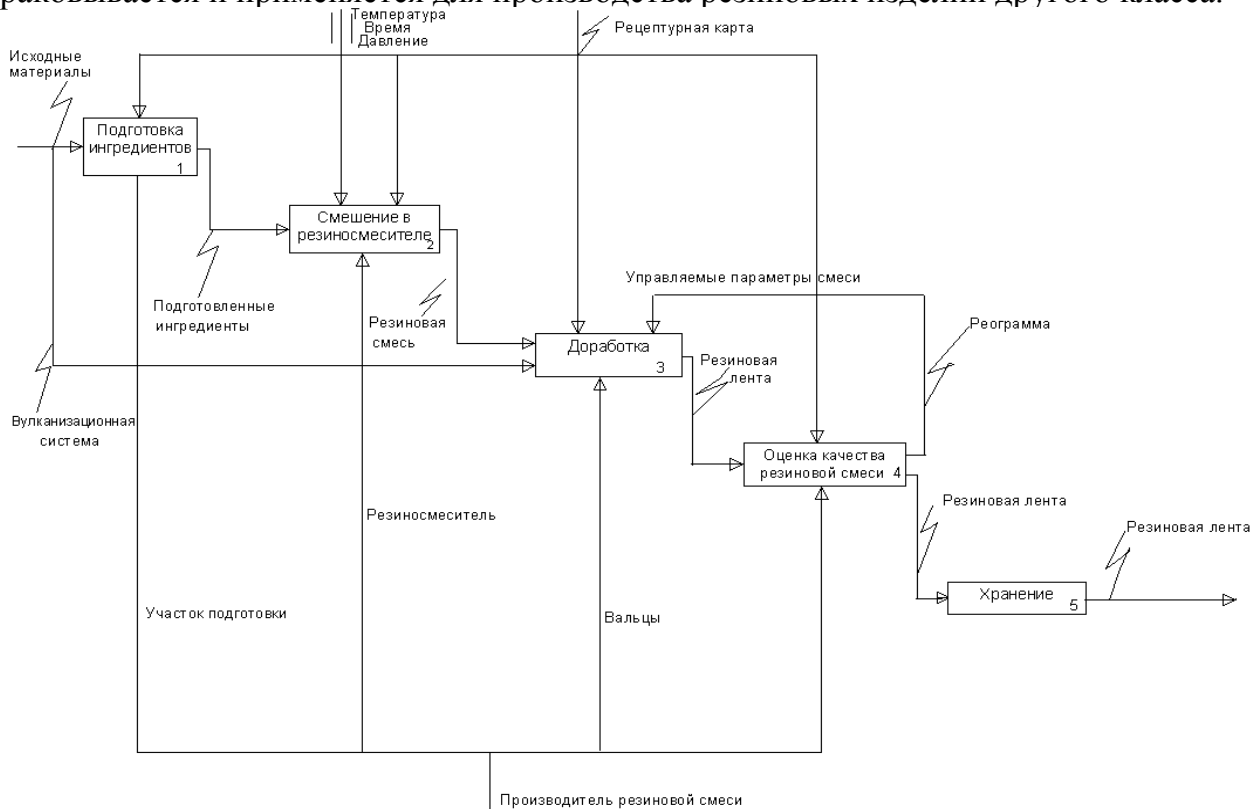 раковывается и применяется для производства резиновых изделий другого класса.
Температура
Время
Давление
Рецептурная карта
Исходные
материалы
Подготовка
ингредиентов
1
Смешение в
резиносмесителе
2
Управляемые параметры смеси
Подготовленные
ингредиенты
Резиновая
смесь
Реограмма
Доработка
3
Резиновая
лента
Вулканизационная
система
Оценка качества
резиновой смеси 4
Резиновая лента
Резиносмеситель
Резиновая лента
Хранение
5
Участок подготовки
Вальцы
Производитель резиновой смеси